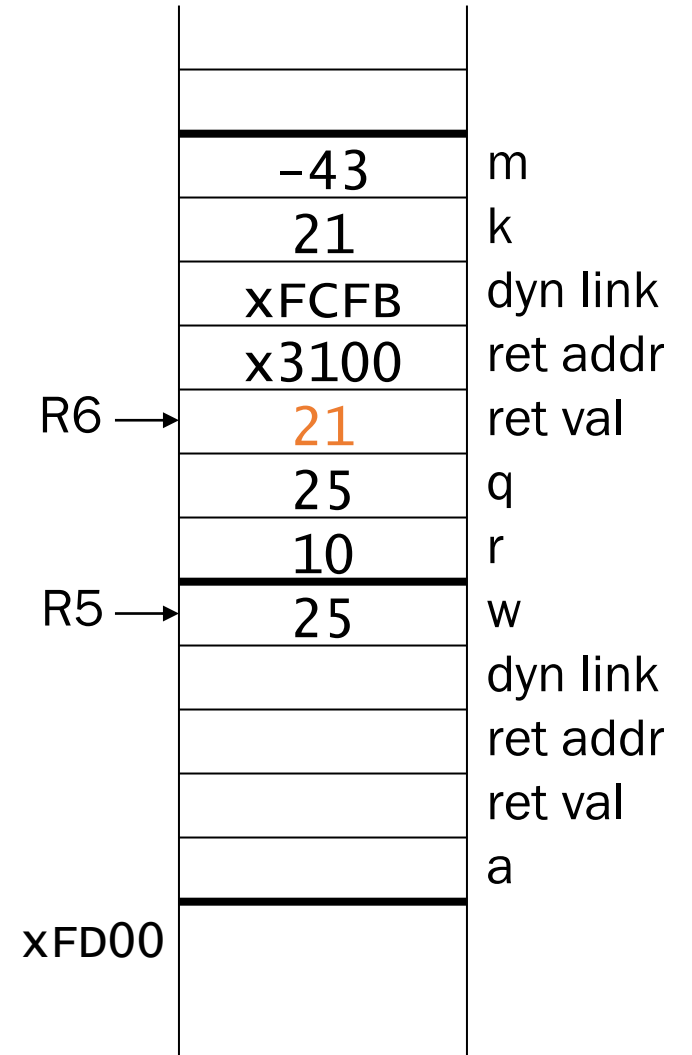 -43 m
21 k
xFCFB dyn link
x3100 ret addr
R6 21 ret val
25 q
10 r
R5 25 w
dyn link
ret addr
ret val
a
xFD00